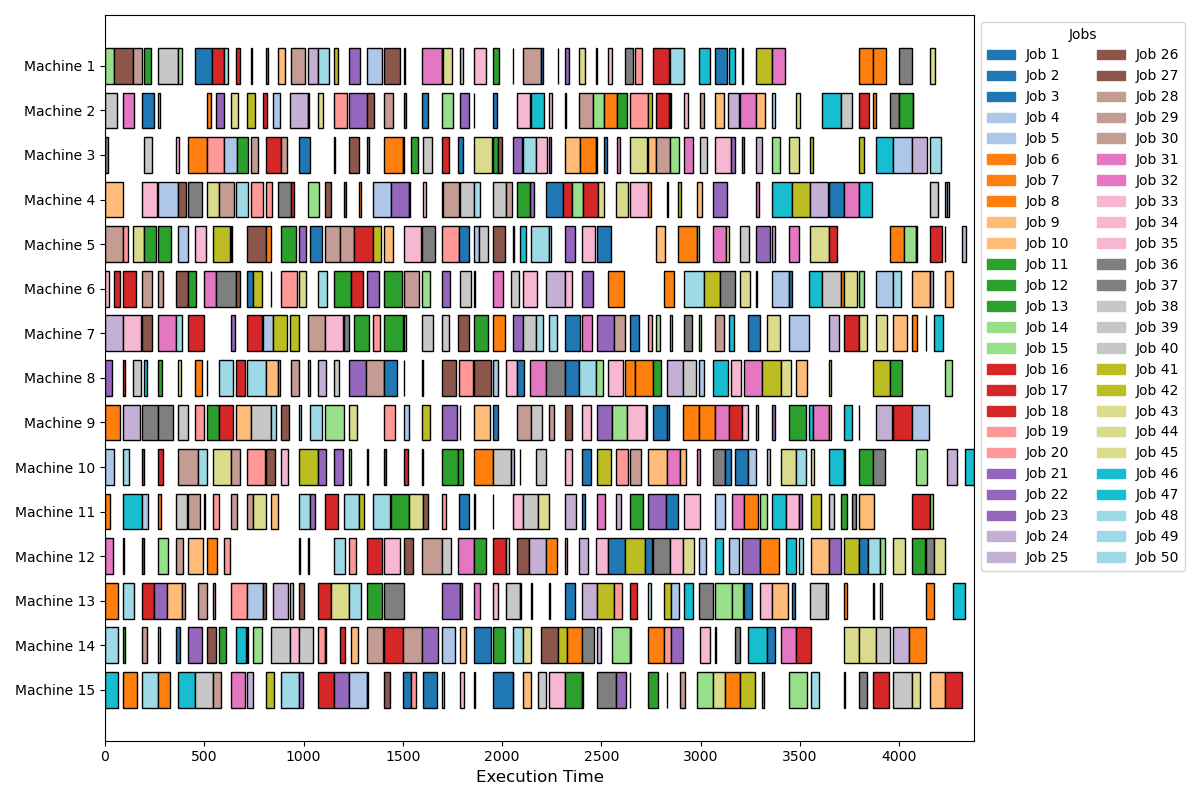 Machine 1
Machine 2
Machine 3
Machine 4
Machine 5
Machine 6
Machine 7
Machine 8
Machine 9
Machine 10
Machine 11
Machine 12
Machine 13
Machine 14
Machine 15
0 500 1000 1500 2000 2500 3000 3500 4000
Execution Time
Jobs
Job 1 Job 26
Job 2 Job 27
Job 3 Job 28
Job 4 Job 29
Job 5 Job 30
Job 6 Job 31
Job 7 Job 32
Job 8 Job 33
Job 9 Job 34
Job 10 Job 35
Job 11 Job 36
Job 12 Job 37
Job 13 Job 38
Job 14 Job 39
Job 15 Job 40
Job 16 Job 41
Job 17 Job 42
Job 18 Job 43
Job 19 Job 44
Job 20 Job 45
Job 21 Job 46
Job 22 Job 47
Job 23 Job 48
Job 24 Job 49
Job 25 Job 50